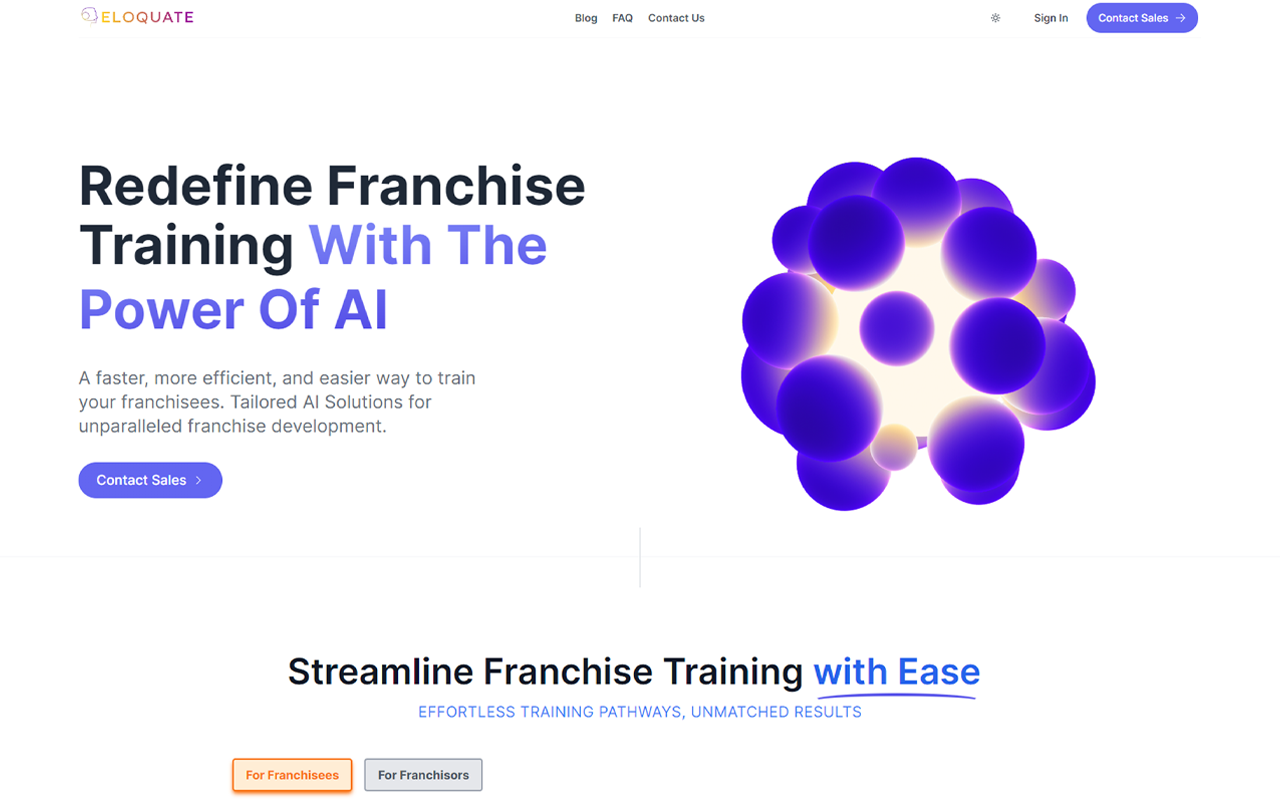 ELOQUATE
Blog FAQ Contact Us
Sign In
Contact Sales
Redefine Franchise
Training With The
Power Of AI
A faster, more efficient, and easier way to train
your franchisees. Tailored AI Solutions for
unparalleled franchise development.
Contact Sales
Streamline Franchise Training with Ease
EFFORTLESS TRAINING PATHWAYS, UNMATCHED RESULTS
For Franchisees
For Franchisors